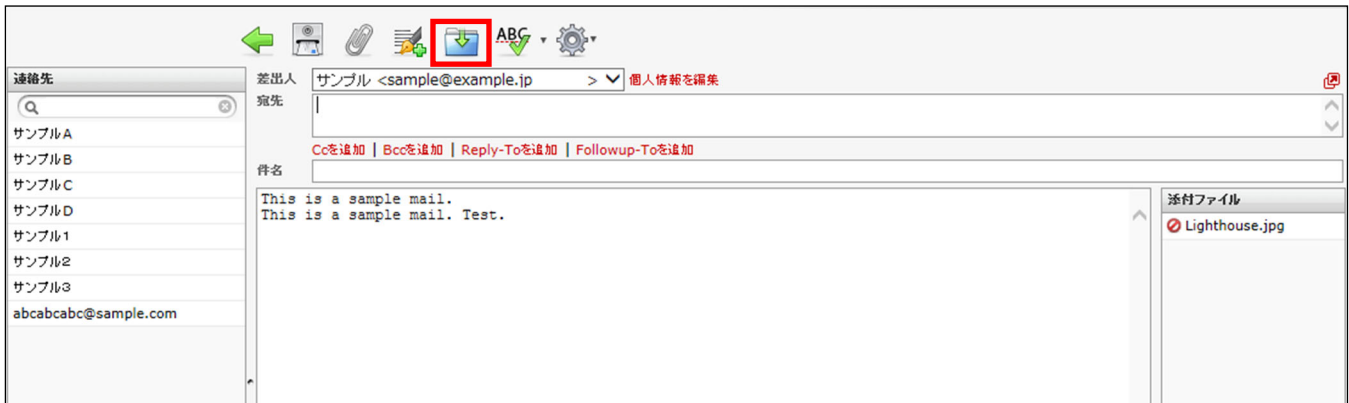 ABC
連絡先
サンプルA
サンプルB
サンプルC
サンプルD
サンプル1
サンプル2
サンプル3
abcabcabc@sample.com
差出人 サンプル <sample@example.jp > 個人情報を編集
宛先
Ccを追加 | Bccを追加 | Reply-Toを追加 | Followup-Toを追加
件名
This is a sample mail.
This is a sample mail. Test.
添付ファイル
Lighthouse.jpg